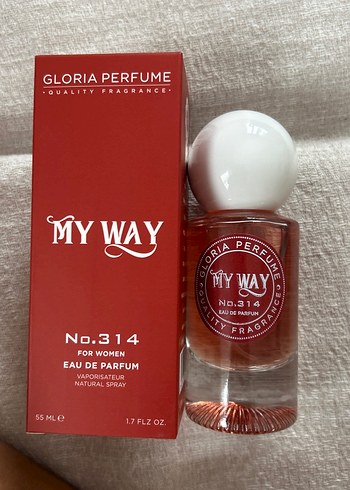 GLORIA PERFUME
• QUALITY FRAGRANCE •
MY WAY
No.314
FOR WOMEN
EAU DE PARFUM
VAPORISATEUR
NATURAL SPRAY
55 ML ℮
1.7 FLZ OZ.
GLORIA PERFUME
MY WAY
No.314
EAU DE PARFUM
QUALITY FRAGRANCE